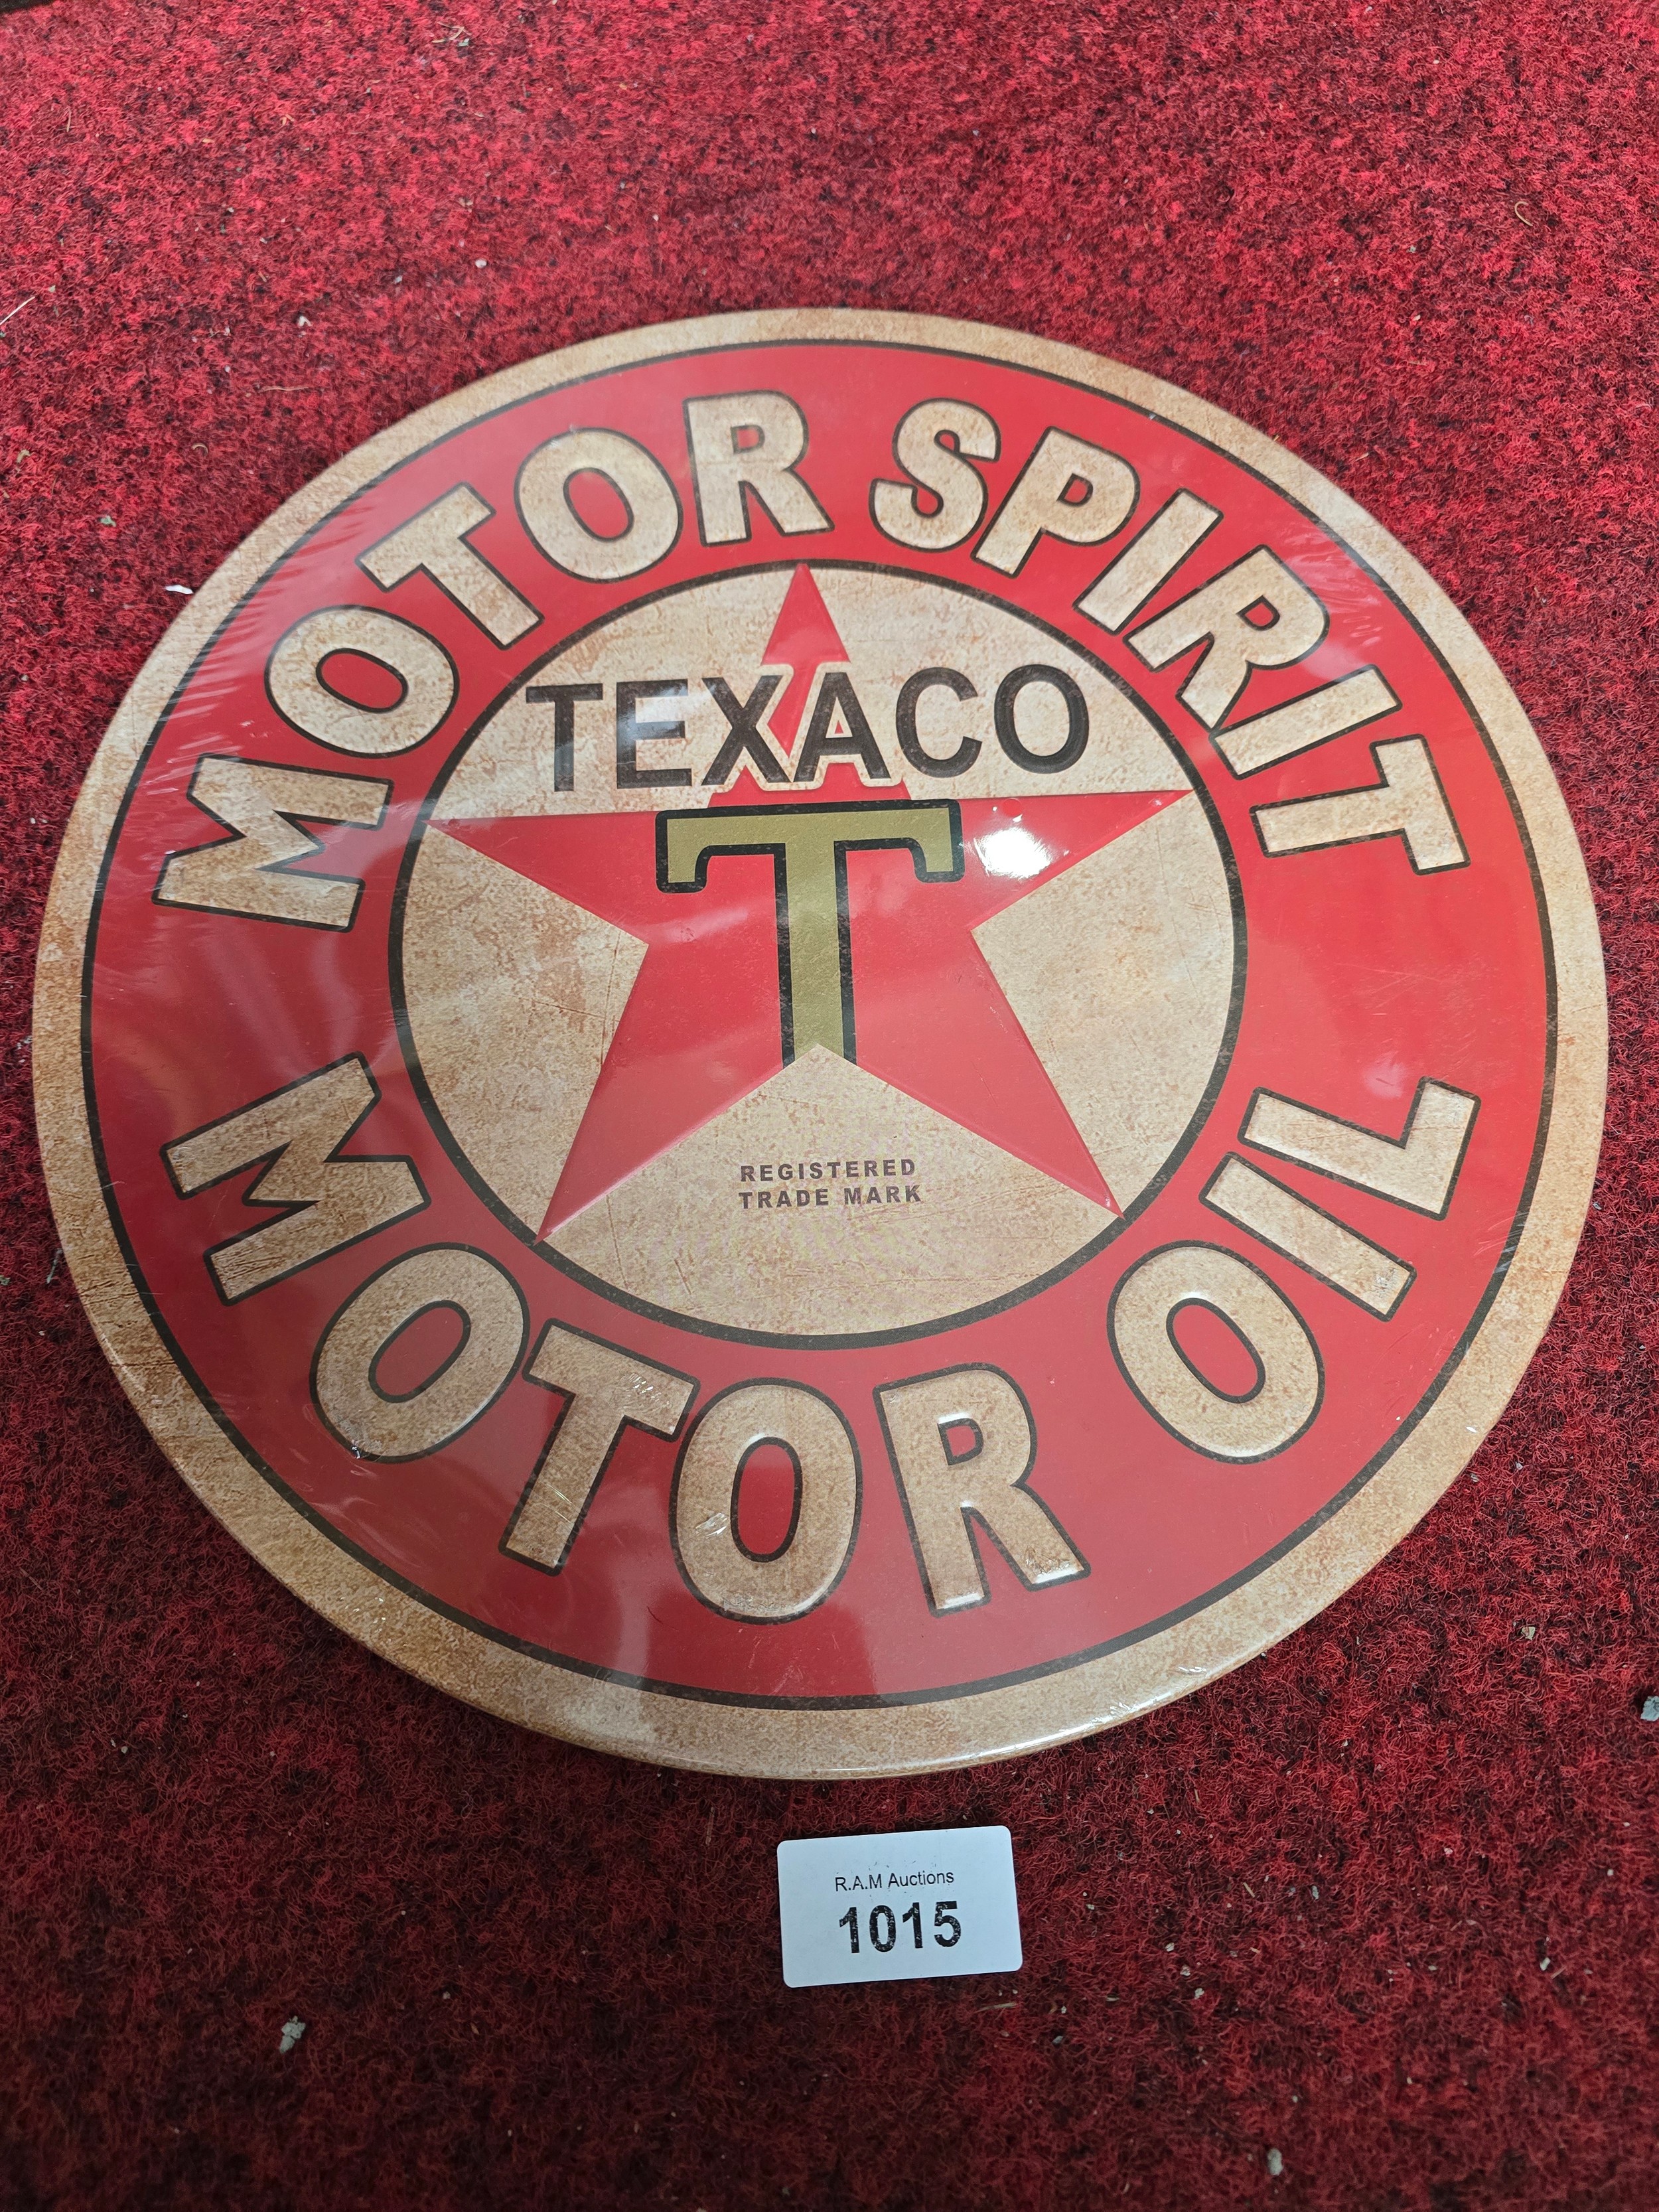 MOTOR SPIRIT
TEXACO
T
REGISTERED
TRADE MARK
MOTOR OIL
R.A.M Auctions
1015